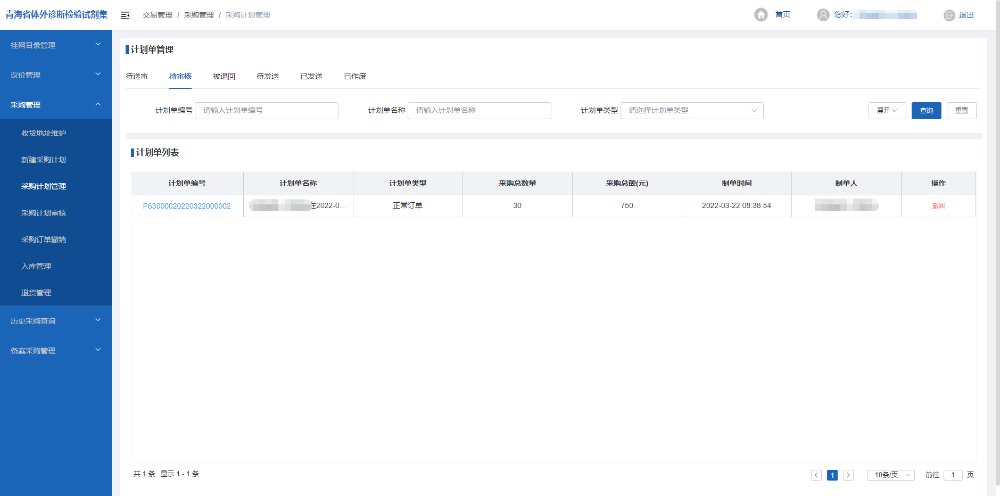 青海省体外诊断检验试剂集
交易管理 / 采购管理 / 采购计划管理
首页
您好:
退出
挂网目录管理
议价管理
采购管理
收货地址维护
新建采购计划
采购计划管理
采购计划审核
采购订单撤销
入库管理
退货管理
历史采购查询
备案采购管理
计划单管理
待送审 待审核 被退回 待发送 已发送 已作废
计划单编号 请输入计划单编号 计划单名称 请输入计划单名称 计划单类型 请选择计划单类型 展开 查询 重置
计划单列表
计划单编号 计划单名称 计划单类型 采购总数量 采购总额(元) 制单时间 制单人 操作
P63000020220322000002 在2022-0... 正常订单 30 750 2022-03-22 08:38:54 撤回
共 1 条 显示 1 - 1 条
1 10条/页 前往 1 页